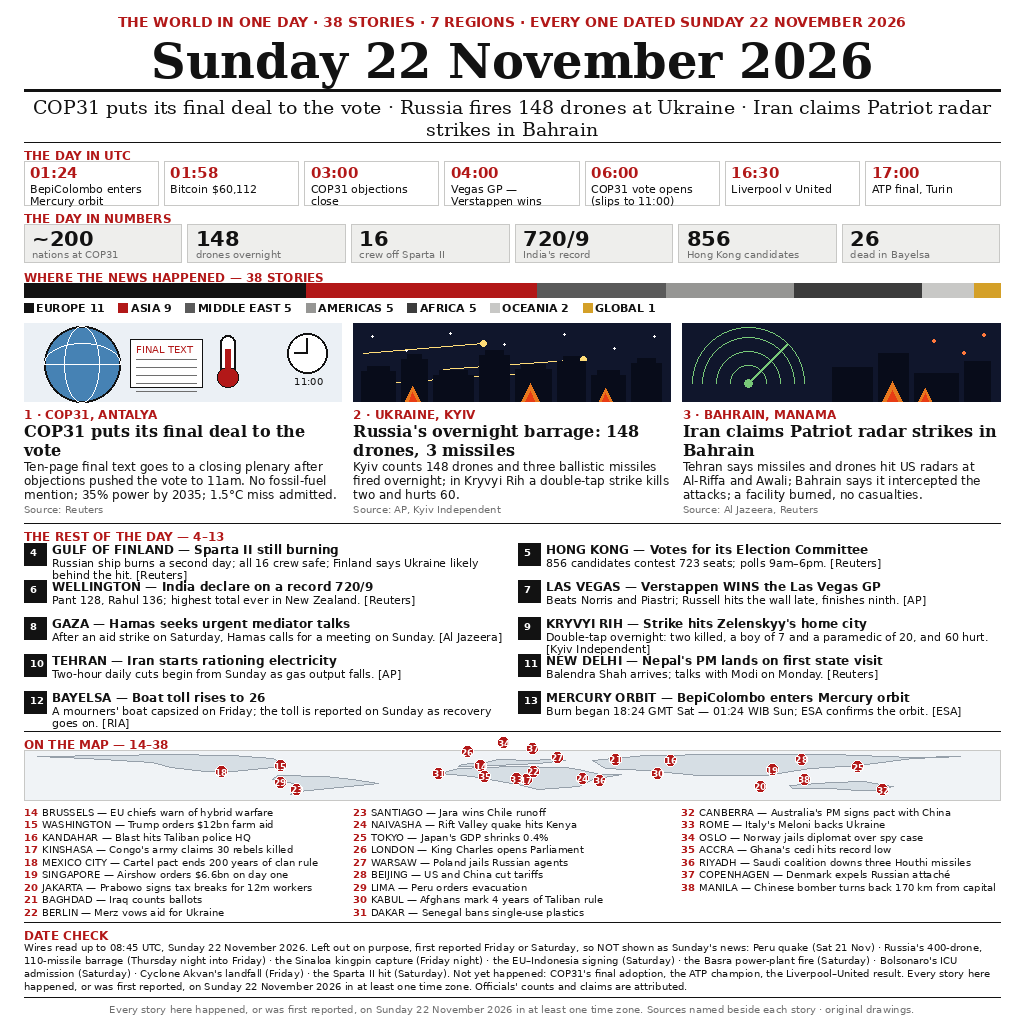 THE WORLD IN ONE DAY · 38 STORIES · 7 REGIONS · EVERY ONE DATED SUNDAY 22 NOVEMBER 2026
Sunday 22 November 2026
COP31 puts its final deal to the vote · Russia fires 148 drones at Ukraine · Iran claims Patriot radar
strikes in Bahrain
THE DAY IN UTC
01:24
BepiColombo enters
Mercury orbit
01:58
Bitcoin $60,112
03:00
COP31 objections
close
04:00
Vegas GP —
Verstappen wins
06:00
COP31 vote opens
(slips to 11:00)
16:30
Liverpool v United
17:00
ATP final, Turin
THE DAY IN NUMBERS
~200
nations at COP31
148
drones overnight
16
crew off Sparta II
720/9
India's record
856
Hong Kong candidates
26
dead in Bayelsa
WHERE THE NEWS HAPPENED — 38 STORIES
EUROPE 11
ASIA 9
MIDDLE EAST 5
AMERICAS 5
AFRICA 5
OCEANIA 2
GLOBAL 1
FINAL TEXT
11:00
1 · COP31, ANTALYA
COP31 puts its final deal to the
vote
Ten-page final text goes to a closing plenary after
objections pushed the vote to 11am. No fossil-fuel
mention; 35% power by 2035; 1.5°C miss admitted.
Source: Reuters
2 · UKRAINE, KYIV
Russia's overnight barrage: 148
drones, 3 missiles
Kyiv counts 148 drones and three ballistic missiles
fired overnight; in Kryvyi Rih a double-tap strike kills
two and hurts 60.
Source: AP, Kyiv Independent
3 · BAHRAIN, MANAMA
Iran claims Patriot radar strikes in
Bahrain
Tehran says missiles and drones hit US radars at
Al-Riffa and Awali; Bahrain says it intercepted the
attacks; a facility burned, no casualties.
Source: Al Jazeera, Reuters
THE REST OF THE DAY — 4–13
4 GULF OF FINLAND — Sparta II still burning
Russian ship burns a second day; all 16 crew safe; Finland says Ukraine likely
behind the hit. [Reuters]
5 HONG KONG — Votes for its Election Committee
856 candidates contest 723 seats; polls 9am–6pm. [Reuters]
6 WELLINGTON — India declare on a record 720/9
Pant 128, Rahul 136; highest total ever in New Zealand. [Reuters]
7 LAS VEGAS — Verstappen WINS the Las Vegas GP
Beats Norris and Piastri; Russell hits the wall late, finishes ninth. [AP]
8 GAZA — Hamas seeks urgent mediator talks
After an aid strike on Saturday, Hamas calls for a meeting on Sunday. [Al Jazeera]
9 KRYVYI RIH — Strike hits Zelenskyy's home city
Double-tap overnight: two killed, a boy of 7 and a paramedic of 20, and 60 hurt.
[Kyiv Independent]
10 TEHRAN — Iran starts rationing electricity
Two-hour daily cuts begin from Sunday as gas output falls. [AP]
11 NEW DELHI — Nepal's PM lands on first state visit
Balendra Shah arrives; talks with Modi on Monday. [Reuters]
12 BAYELSA — Boat toll rises to 26
A mourners' boat capsized on Friday; the toll is reported on Sunday as recovery
goes on. [RIA]
13 MERCURY ORBIT — BepiColombo enters Mercury orbit
Burn began 18:24 GMT Sat — 01:24 WIB Sun; ESA confirms the orbit. [ESA]
ON THE MAP — 14–38
14 BRUSSELS — EU chiefs warn of hybrid warfare
15 WASHINGTON — Trump orders $12bn farm aid
16 KANDAHAR — Blast hits Taliban police HQ
17 KINSHASA — Congo's army claims 30 rebels killed
18 MEXICO CITY — Cartel pact ends 200 years of clan rule
19 SINGAPORE — Airshow orders $6.6bn on day one
20 JAKARTA — Prabowo signs tax breaks for 12m workers
21 BAGHDAD — Iraq counts ballots
22 BERLIN — Merz vows aid for Ukraine
23 SANTIAGO — Jara wins Chile runoff
24 NAIVASHA — Rift Valley quake hits Kenya
25 TOKYO — Japan's GDP shrinks 0.4%
26 LONDON — King Charles opens Parliament
27 WARSAW — Poland jails Russian agents
28 BEIJING — US and China cut tariffs
29 LIMA — Peru orders evacuation
30 KABUL — Afghans mark 4 years of Taliban rule
31 DAKAR — Senegal bans single-use plastics
32 CANBERRA — Australia's PM signs pact with China
33 ROME — Italy's Meloni backs Ukraine
34 OSLO — Norway jails diplomat over spy case
35 ACCRA — Ghana's cedi hits record low
36 RIYADH — Saudi coalition downs three Houthi missiles
37 COPENHAGEN — Denmark expels Russian attaché
38 MANILA — Chinese bomber turns back 170 km from capital
DATE CHECK
Wires read up to 08:45 UTC, Sunday 22 November 2026. Left out on purpose, first reported Friday or Saturday, so NOT shown as Sunday's news: Peru quake (Sat 21 Nov) · Russia's 400-drone,
110-missile barrage (Thursday night into Friday) · the Sinaloa kingpin capture (Friday night) · the EU–Indonesia signing (Saturday) · the Basra power-plant fire (Saturday) · Bolsonaro's ICU
admission (Saturday) · Cyclone Akvan's landfall (Friday) · the Sparta II hit (Saturday). Not yet happened: COP31's final adoption, the ATP champion, the Liverpool–United result. Every story here
happened, or was first reported, on Sunday 22 November 2026 in at least one time zone. Officials' counts and claims are attributed.
Every story here happened, or was first reported, on Sunday 22 November 2026 in at least one time zone. Sources named beside each story · original drawings.